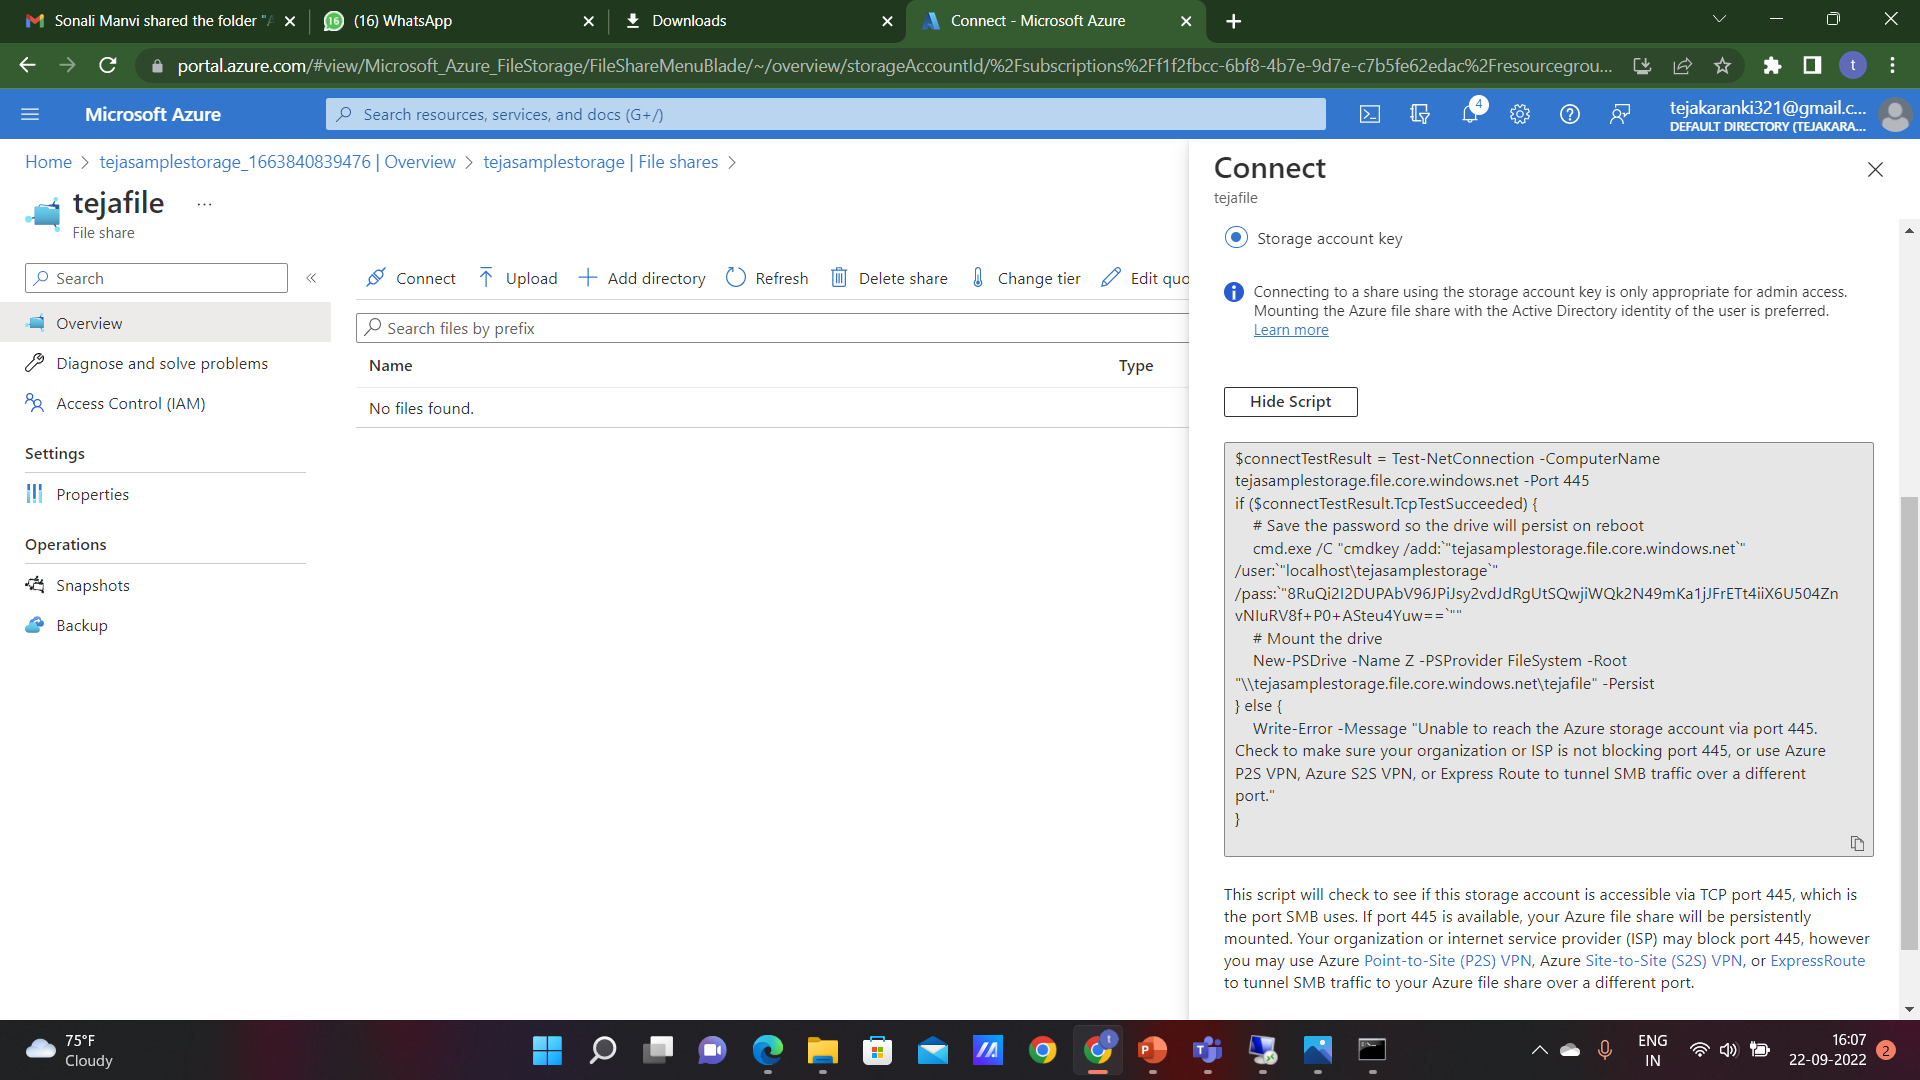 Sonali Manvi shared the folder "A
(16) WhatsApp
Downloads
Connect - Microsoft Azure
portal.azure.com/#view/Microsoft_Azure_FileStorage/FileShareMenuBlade/~/overview/storageAccountId/%2Fsubscriptions%2Ff1f2fbcc-6bf8-4b7e-9d7e-c7b5fe62edac%2Fresourcegrou...
t
Microsoft Azure
Search resources, services, and docs (G+/)
4
tejakaranki321@gmail.c...
DEFAULT DIRECTORY (TEJAKARA...
Home > tejasamplestorage_1663840839476 | Overview > tejasamplestorage | File shares >
tejafile ...
File share
Search
«
Overview
Diagnose and solve problems
Access Control (IAM)
Settings
Properties
Operations
Snapshots
Backup
Connect
Upload
Add directory
Refresh
Delete share
Change tier
Edit quo
Search files by prefix
Name
Type
No files found.
Connect
tejafile
Storage account key
Connecting to a share using the storage account key is only appropriate for admin access.
Mounting the Azure file share with the Active Directory identity of the user is preferred.
Learn more
Hide Script
$connectTestResult = Test-NetConnection -ComputerName
tejasamplestorage.file.core.windows.net -Port 445
if ($connectTestResult.TcpTestSucceeded) {
# Save the password so the drive will persist on reboot
cmd.exe /C "cmdkey /add:`"tejasamplestorage.file.core.windows.net`"
/user:`"localhost\tejasamplestorage`"
/pass:`"8RuQi2I2DUPAbV96JPiJsy2vdJdRgUtSQwjiWQk2N49mKa1jJFrETt4iiX6U504Zn
vNIuRV8f+P0+ASteu4Yuw==`""
# Mount the drive
New-PSDrive -Name Z -PSProvider FileSystem -Root
"\\tejasamplestorage.file.core.windows.net\tejafile" -Persist
} else {
Write-Error -Message "Unable to reach the Azure storage account via port 445.
Check to make sure your organization or ISP is not blocking port 445, or use Azure
P2S VPN, Azure S2S VPN, or Express Route to tunnel SMB traffic over a different
port."
}
This script will check to see if this storage account is accessible via TCP port 445, which is
the port SMB uses. If port 445 is available, your Azure file share will be persistently
mounted. Your organization or internet service provider (ISP) may block port 445, however
you may use Azure Point-to-Site (P2S) VPN, Azure Site-to-Site (S2S) VPN, or ExpressRoute
to tunnel SMB traffic to your Azure file share over a different port.
75°F
Cloudy
ENG
IN
16:07
22-09-2022
2